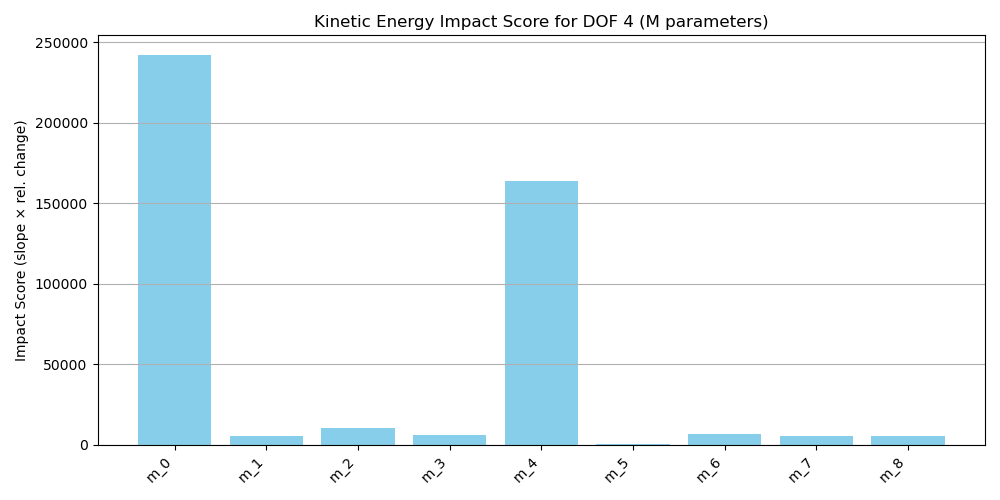 Kinetic Energy Impact Score for DOF 4 (M parameters)
Impact Score (slope × rel. change)
250000
200000
150000
100000
50000
0
m_0
m_1
m_2
m_3
m_4
m_5
m_6
m_7
m_8